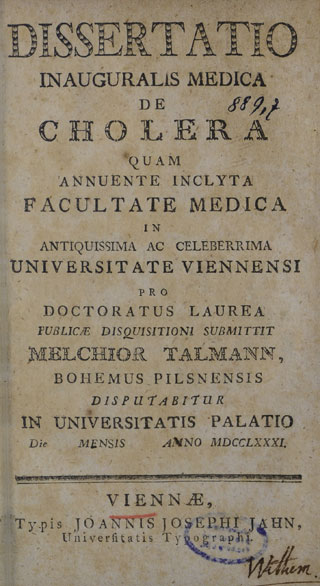 DISSERTATIO
INAUGURALIS MEDICA
DE
889,7
CHOLERA
QUAM
ANNUENTE INCLYTA
FACULTATE MEDICA
IN
ANTIQUISSIMA AC CELEBERRIMA
UNIVERSITATE VIENNENSI
PRO
DOCTORATUS LAUREA
PUBLICÆ DISQUISITIONI SUBMITTIT
MELCHIOR TALMANN,
BOHEMUS PILSNENSIS
DISPUTABITUR
IN UNIVERSITATIS PALATIO
Die MENSIS ANNO MDCCLXXXI.
VIENNÆ,
Typis JOANNIS JOSEPHI JAHN,
Universitatis Typographi.